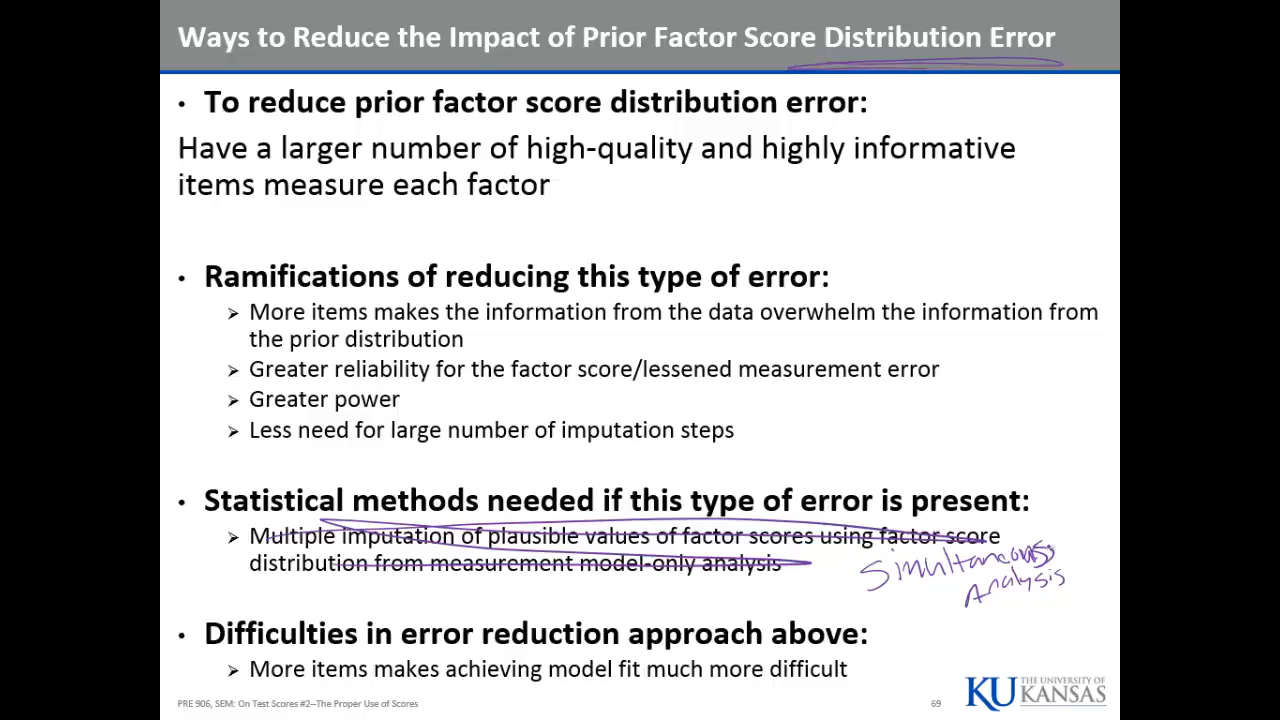 Ways to Reduce the Impact of Prior Factor Score Distribution Error
• To reduce prior factor score distribution error:
Have a larger number of high-quality and highly informative
items measure each factor
• Ramifications of reducing this type of error:
➢ More items makes the information from the data overwhelm the information from
the prior distribution
➢ Greater reliability for the factor score/lessened measurement error
➢ Greater power
➢ Less need for large number of imputation steps
• Statistical methods needed if this type of error is present:
➢ Multiple imputation of plausible values of factor scores using factor score
distribution from measurement model-only analysis
Simultaneous
Analysis
• Difficulties in error reduction approach above:
➢ More items makes achieving model fit much more difficult
PRE 906, SEM: On Test Scores #2--The Proper Use of Scores
69
KU THE UNIVERSITY OF
KANSAS